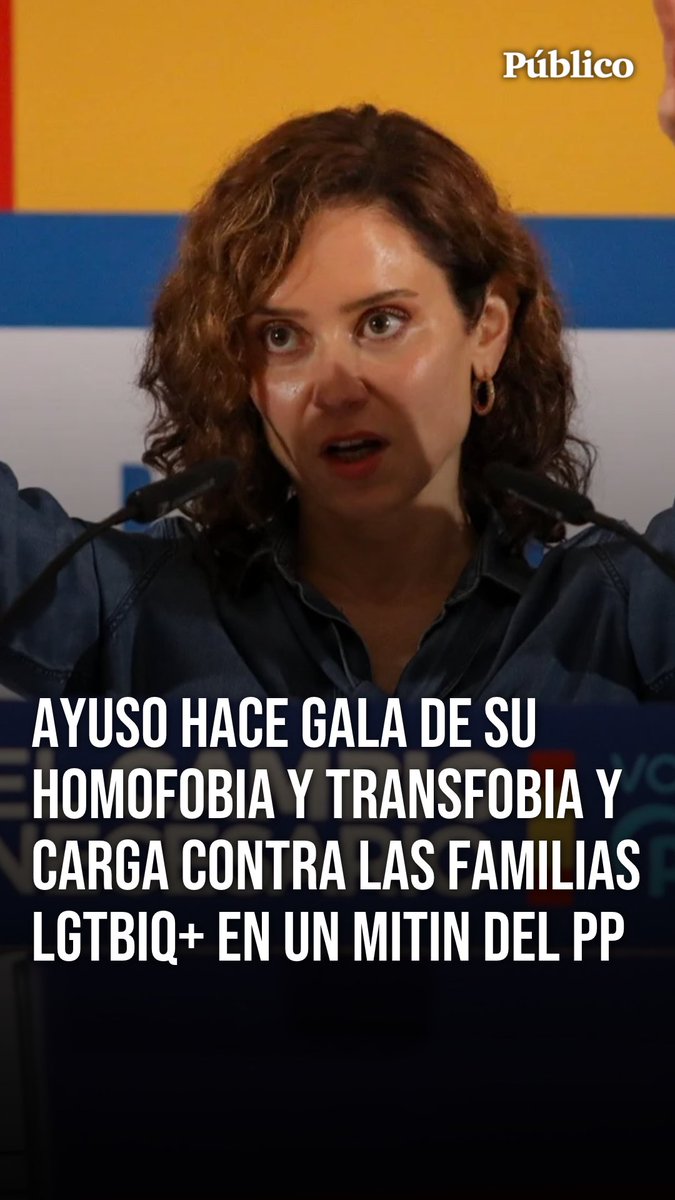 Público
AYUSO HACE GALA DE SU
HOMOFOBIA Y TRANSFOBIA Y
CARGA CONTRA LAS FAMILIAS
LGTBIQ+ EN UN MITIN DEL PP